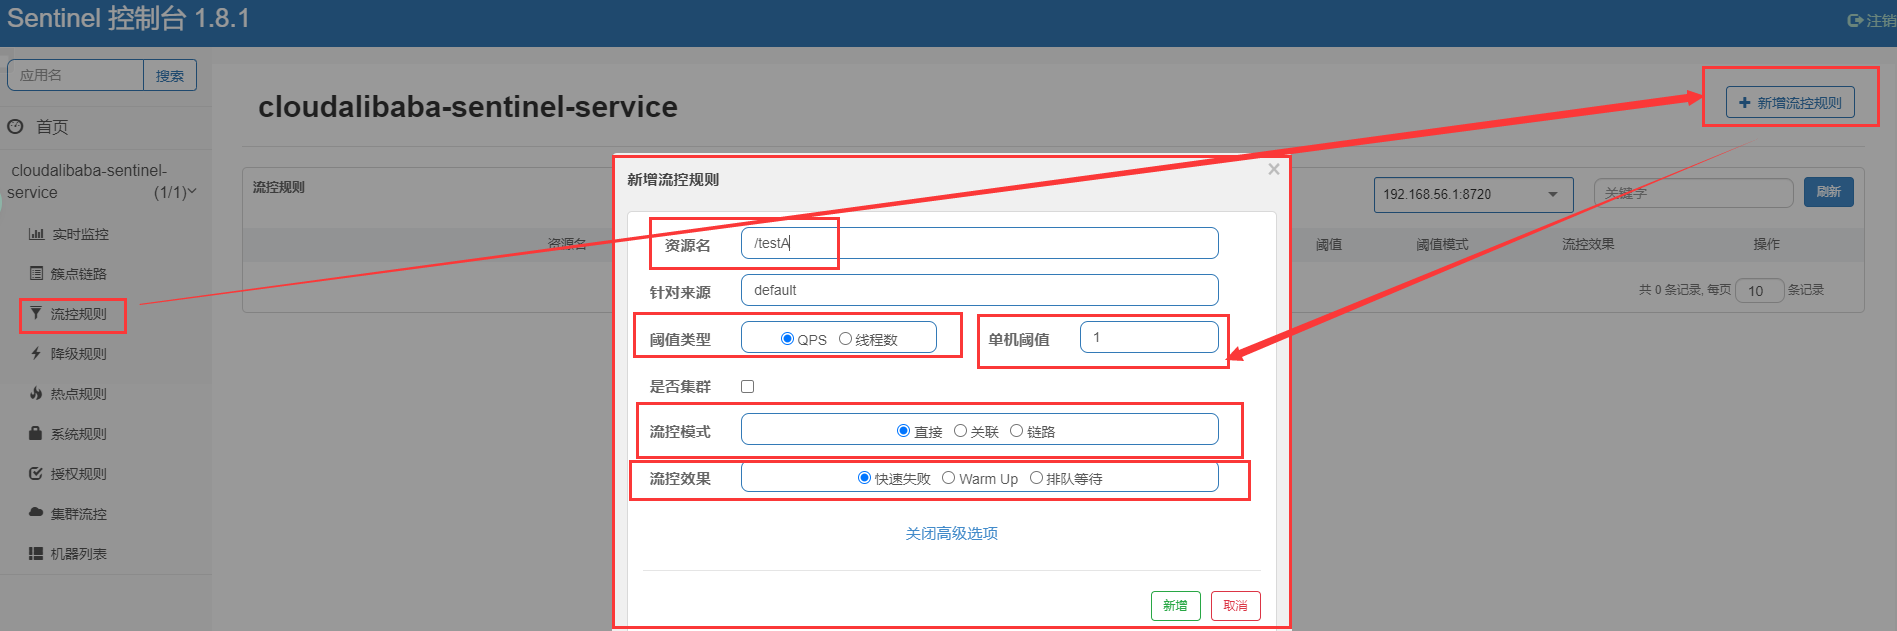 Sentinel 控制台 1.8.1
注销
应用名
搜索
首页
cloudalibaba-sentinel-
service
(1/1)
实时监控
簇点链路
流控规则
降级规则
热点规则
系统规则
授权规则
集群流控
机器列表
cloudalibaba-sentinel-service
+ 新增流控规则
流控规则
192.168.56.1:8720
关键字
刷新
资源名
阈值
阈值模式
流控效果
操作
共 0 条记录, 每页 10 条记录
新增流控规则
×
资源名 /testA
针对来源 default
阈值类型 QPS 线程数 单机阈值 1
是否集群
流控模式 直接 关联 链路
流控效果 快速失败 Warm Up 排队等待
关闭高级选项
新增 取消